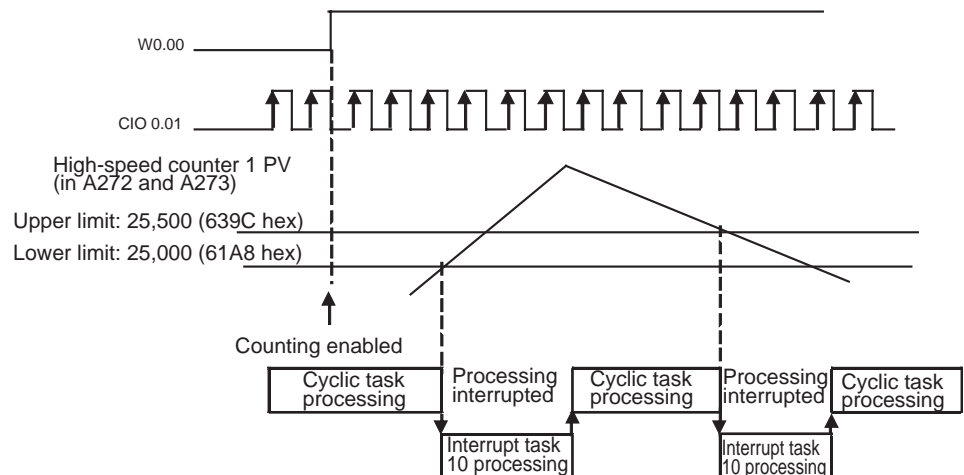 W0.00
CIO 0.01
High-speed counter 1 PV
(in A272 and A273)
Upper limit: 25,500 (639C hex)
Lower limit: 25,000 (61A8 hex)
Counting enabled
Cyclic task
processing
Processing
interrupted
Cyclic task
processing
Processing
interrupted
Cyclic task
processing
Interrupt task
10 processing
Interrupt task
10 processing